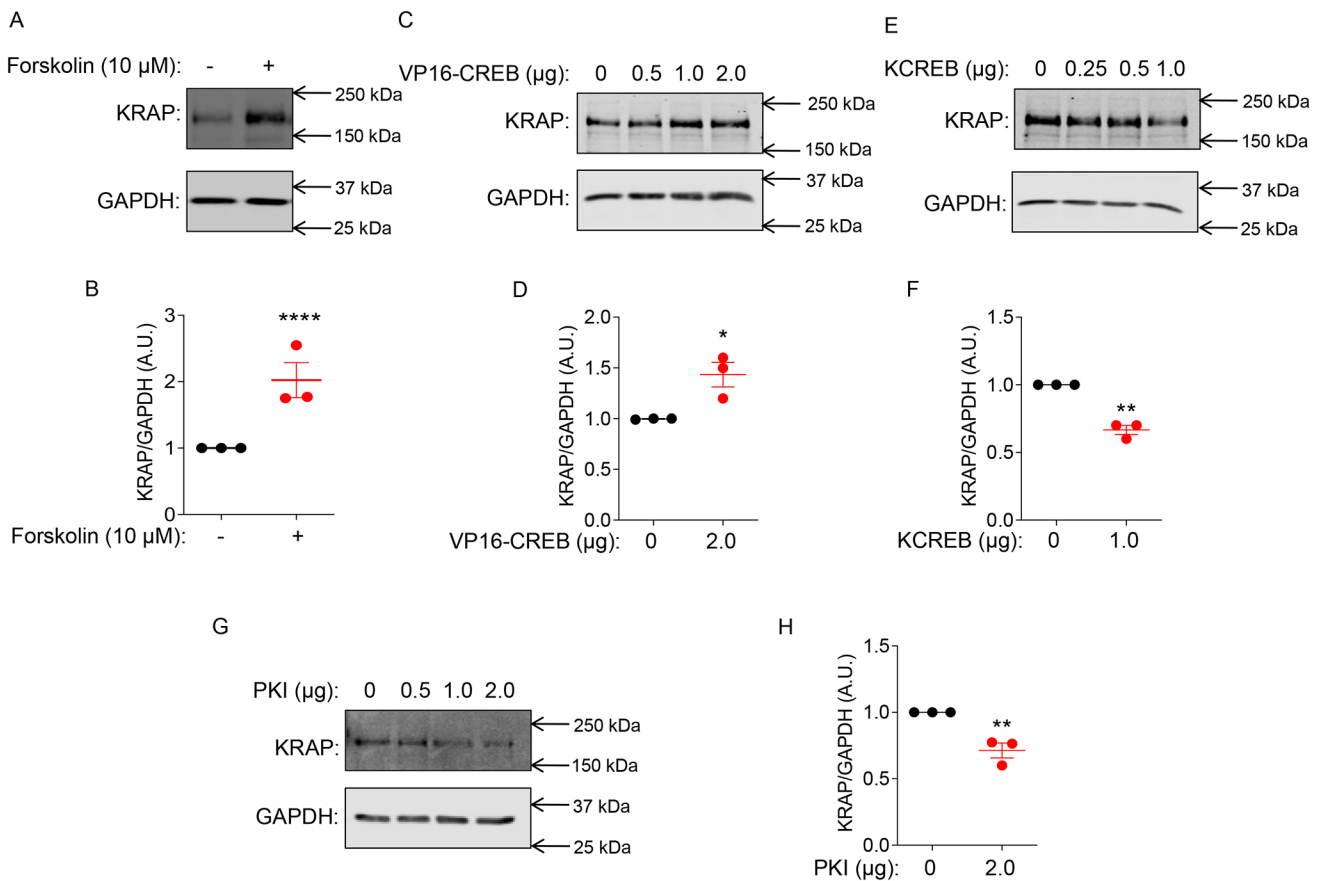 A
Forskolin (10 µM): - +
KRAP:
250 kDa
150 kDa
GAPDH:
37 kDa
25 kDa
B
KRAP/GAPDH (A.U.)
3
2
1
0
****
Forskolin (10 µM): - +
C
VP16-CREB (µg): 0 0.5 1.0 2.0
KRAP:
250 kDa
150 kDa
GAPDH:
37 kDa
25 kDa
D
KRAP/GAPDH (A.U.)
2.0
1.5
1.0
0.5
0.0
*
VP16-CREB (µg): 0 2.0
E
KCREB (µg): 0 0.25 0.5 1.0
KRAP:
250 kDa
150 kDa
GAPDH:
37 kDa
25 kDa
F
KRAP/GAPDH (A.U.)
1.5
1.0
0.5
0.0
**
KCREB (µg): 0 1.0
G
PKI (µg): 0 0.5 1.0 2.0
KRAP:
250 kDa
150 kDa
GAPDH:
37 kDa
25 kDa
H
KRAP/GAPDH (A.U.)
1.5
1.0
0.5
0.0
**
PKI (µg): 0 2.0